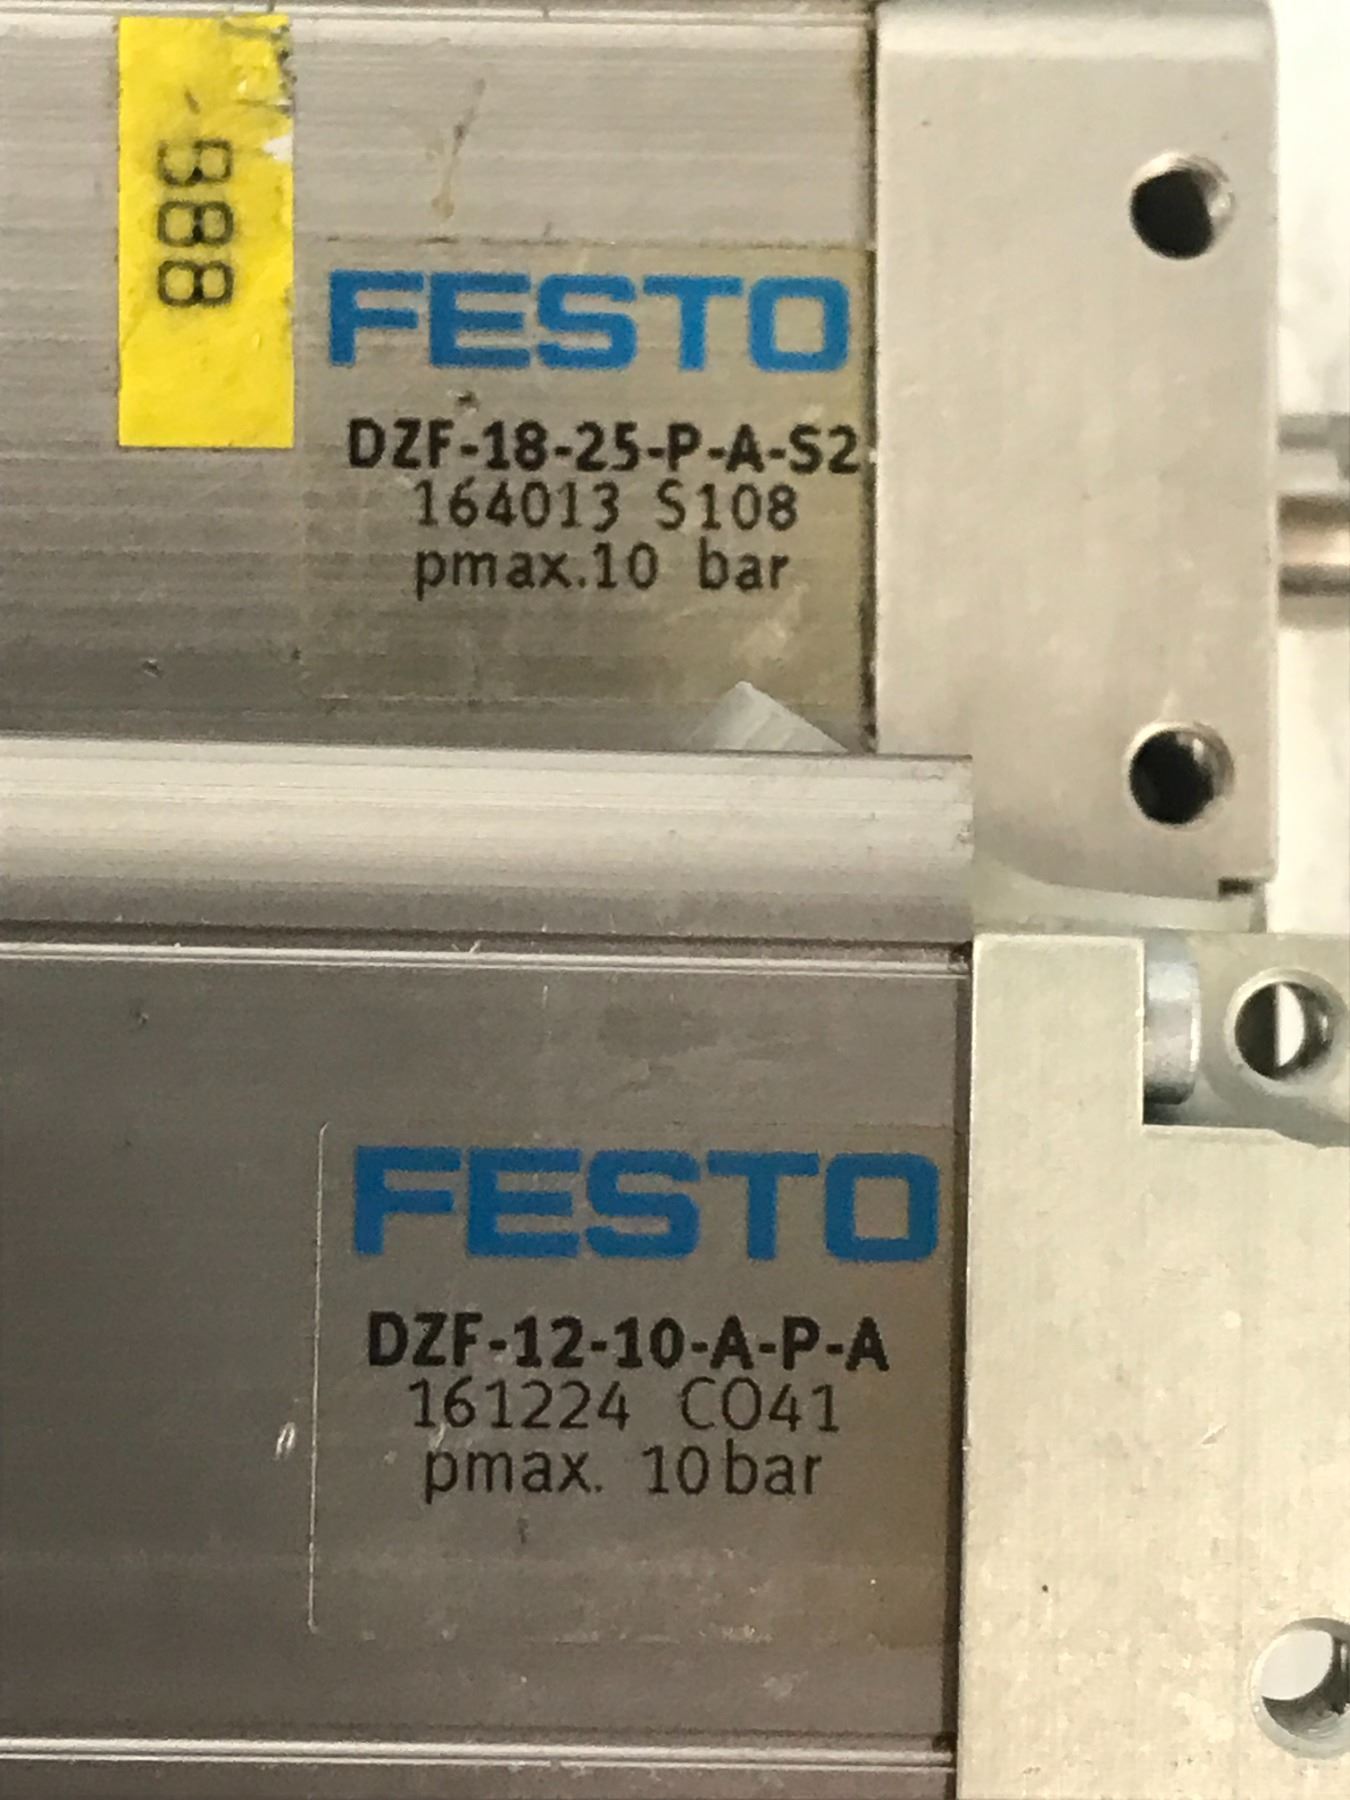 -388
FESTO
DZF-18-25-P-A-S2
164013 S108
pmax.10 bar
FESTO
DZF-12-10-A-P-A
161224 CO41
pmax. 10 bar